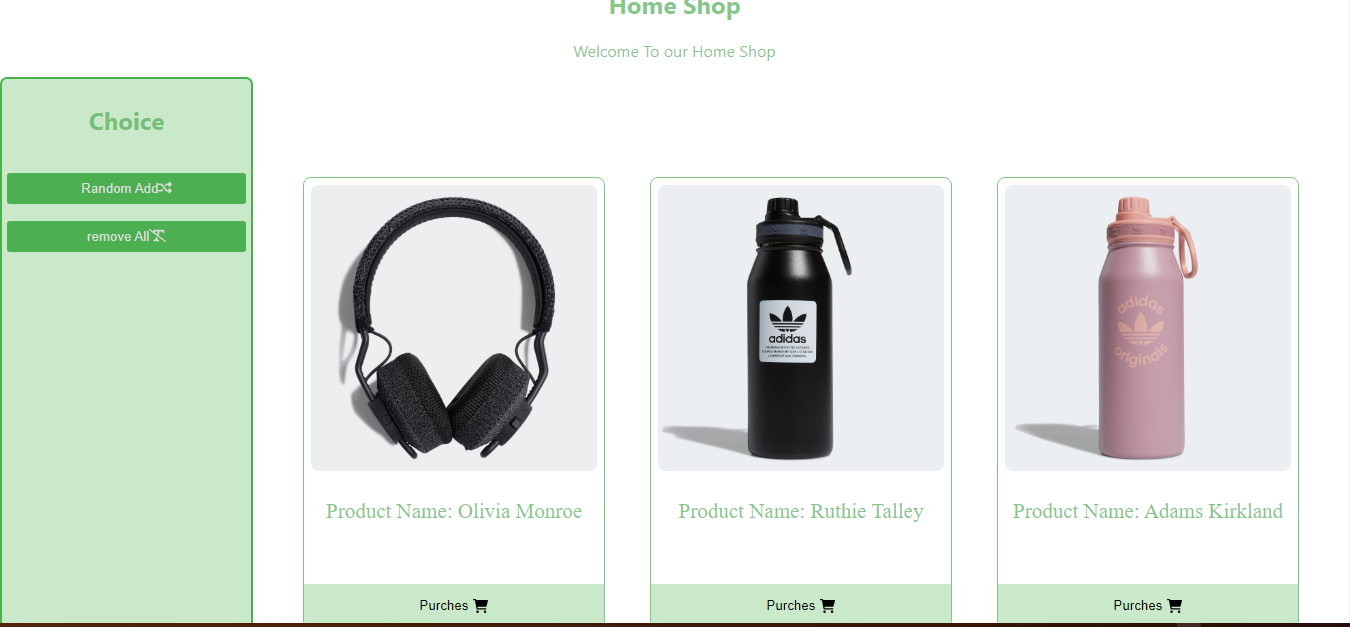 Home Shop
Welcome To our Home Shop
Choice
Random Add
remove All
adidas
adidas
originals
Product Name: Olivia Monroe
Product Name: Ruthie Talley
Product Name: Adams Kirkland
Purches
Purches
Purches